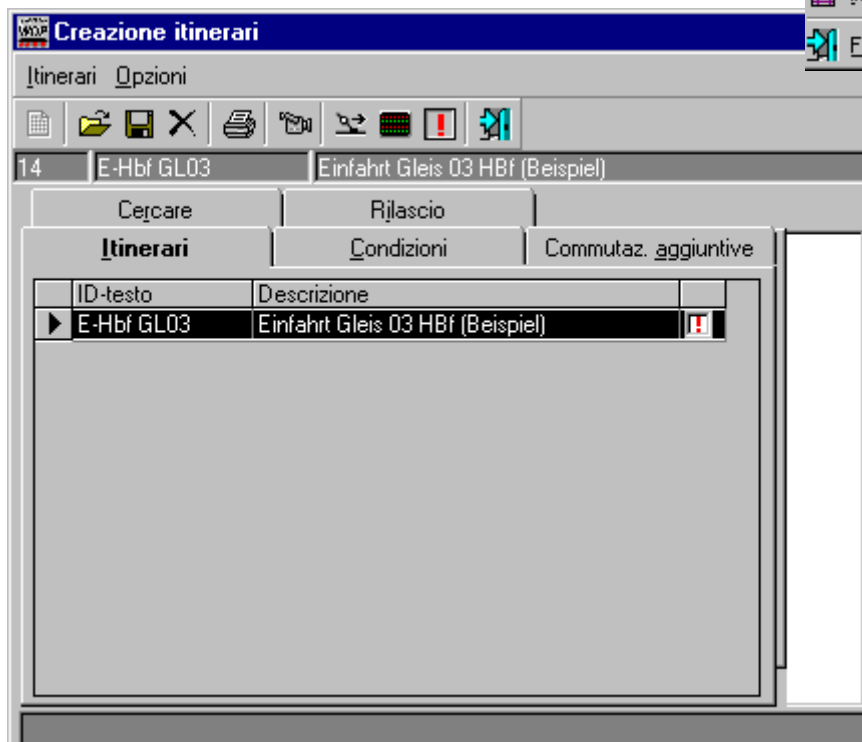 Creazione itinerari
Itinerari Opzioni
14 E-Hbf GL03 Einfahrt Gleis 03 HBf (Beispiel)
Cercare Rilascio
Itinerari Condizioni Commutaz. aggiuntive
ID-testo Descrizione
E-Hbf GL03 Einfahrt Gleis 03 HBf (Beispiel)